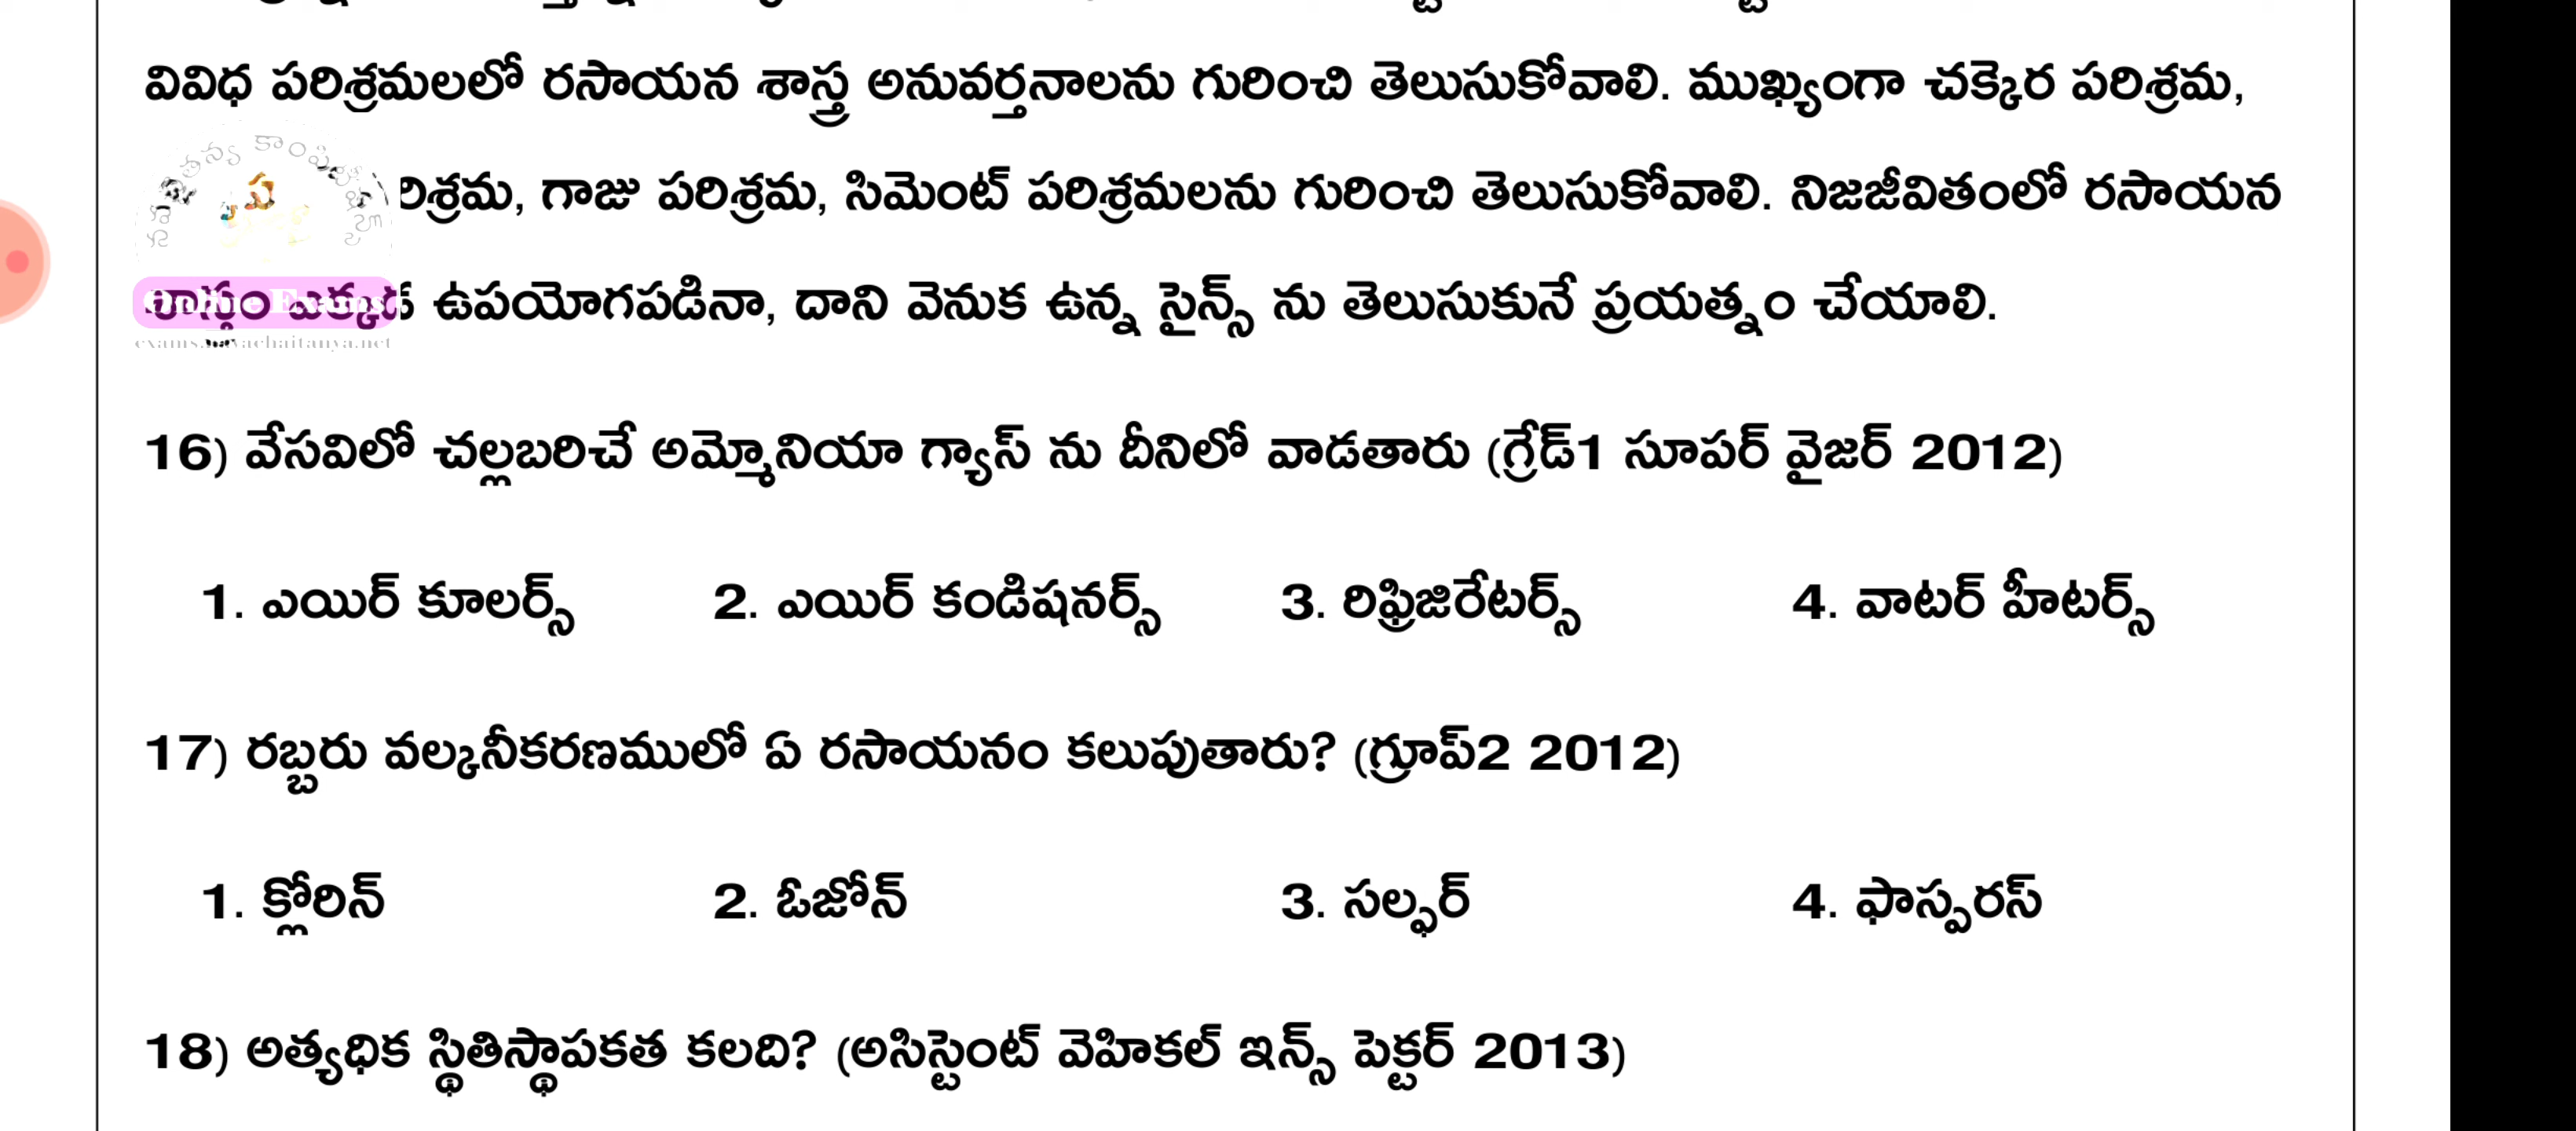 వివిధ పరిశ్రమలలో రసాయన శాస్త్ర అనువర్తనాలను గురించి తెలుసుకోవాలి. ముఖ్యంగా చక్కెర పరిశ్రమ,
రిశ్రమ, గాజు పరిశ్రమ, సిమెంట్ పరిశ్రమలను గురించి తెలుసుకోవాలి. నిజజీవితంలో రసాయన
Online Exams
ఉపయోగపడినా, దాని వెనుక ఉన్న సైన్స్ ను తెలుసుకునే ప్రయత్నం చేయాలి.
16) వేసవిలో చల్లబరిచే అమ్మోనియా గ్యాస్ ను దీనిలో వాడతారు (గ్రేడ్1 సూపర్ వైజర్ 2012)
1. ఎయిర్ కూలర్స్ 2. ఎయిర్ కండిషనర్స్ 3. రిఫ్రిజిరేటర్స్ 4. వాటర్ హీటర్స్
17) రబ్బరు వల్కనీకరణములో ఏ రసాయనం కలుపుతారు? (గ్రూప్2 2012)
1. క్లోరిన్ 2. ఓజోన్ 3. సల్ఫర్ 4. ఫాస్పరస్
18) అత్యధిక స్థితిస్థాపకత కలది? (అసిస్టెంట్ వెహికల్ ఇన్స్ పెక్టర్ 2013)